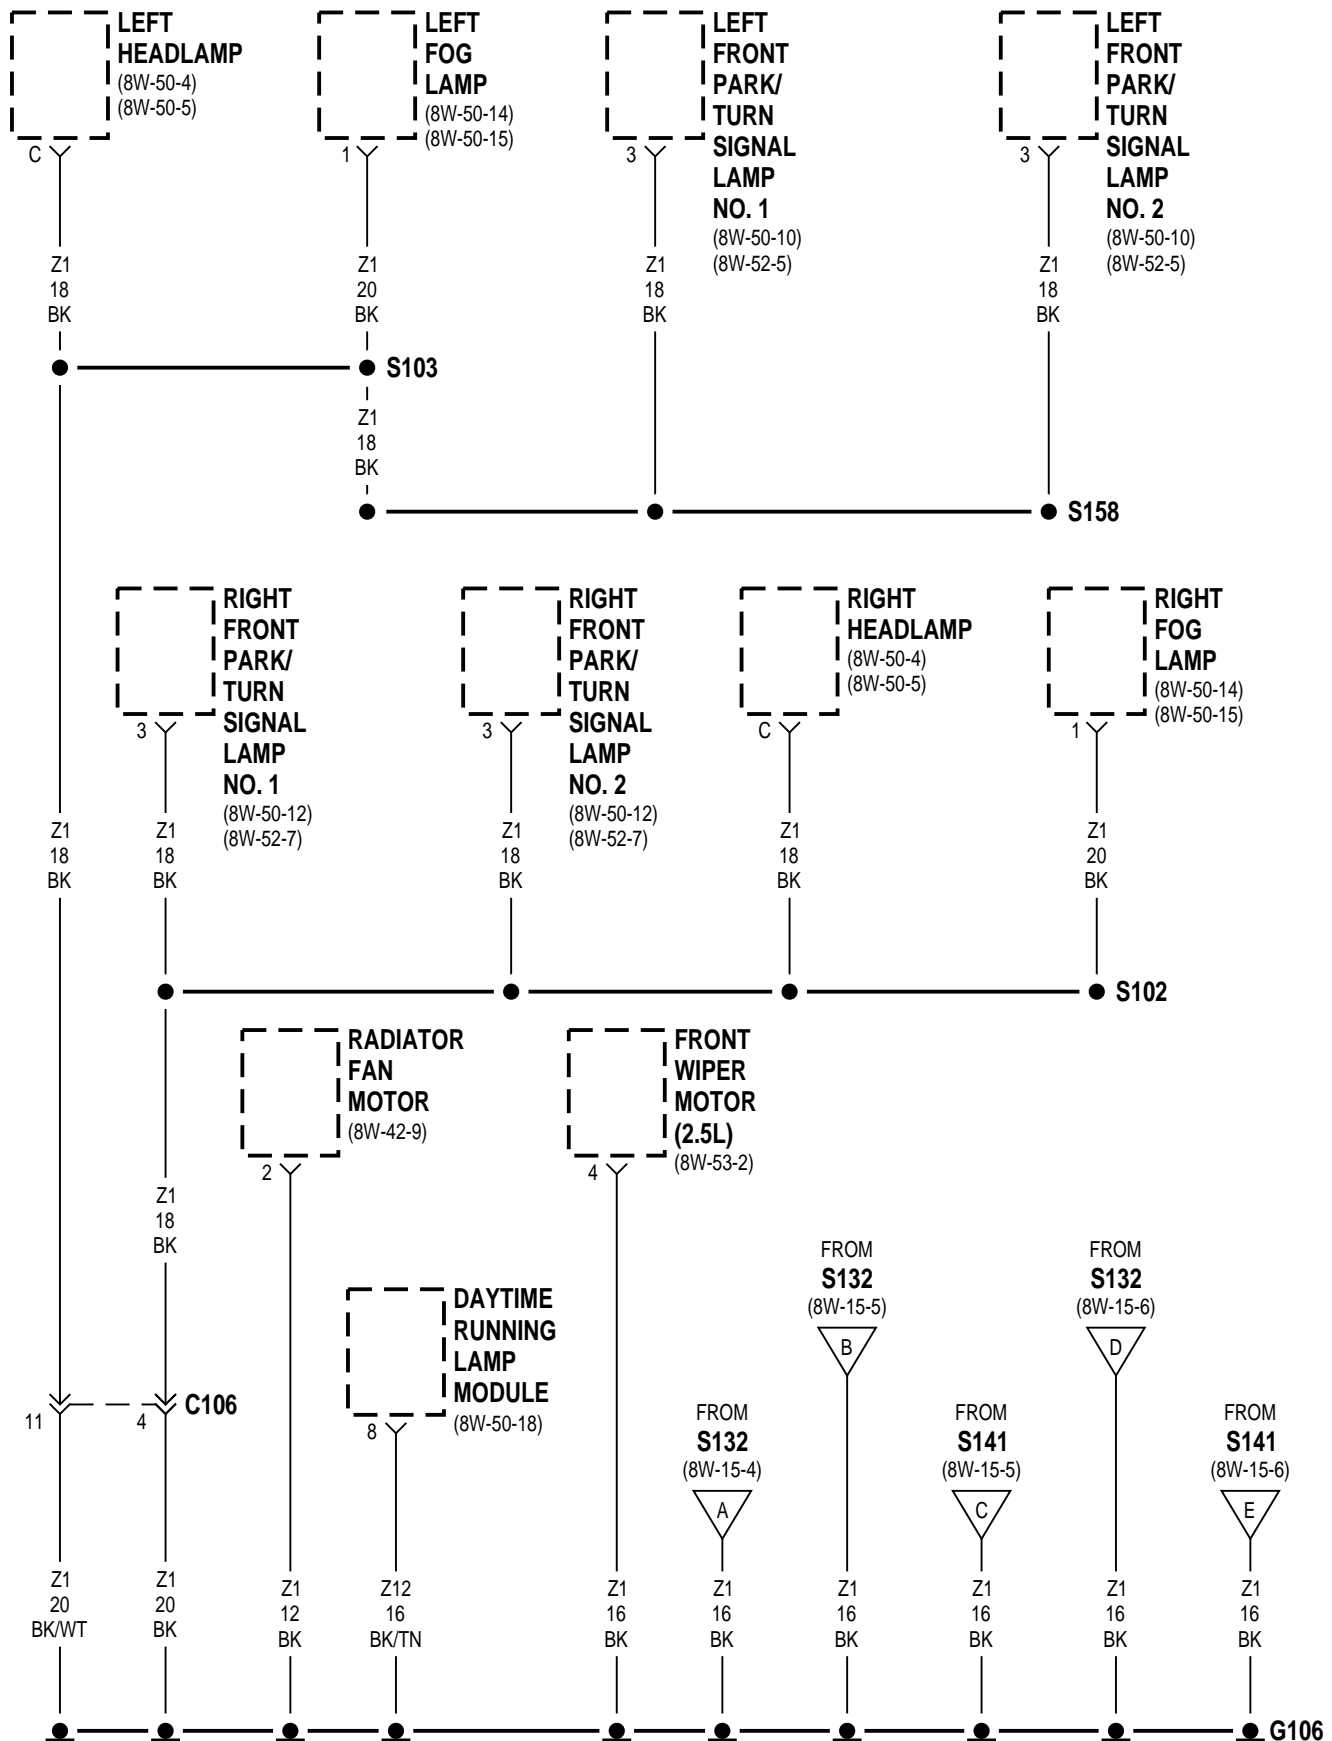 LEFT
HEADLAMP
(8W-50-4)
(8W-50-5)
C
LEFT
FOG
LAMP
(8W-50-14)
(8W-50-15)
1
LEFT
FRONT
PARK/
TURN
SIGNAL
LAMP
NO. 1
(8W-50-10)
(8W-52-5)
3
LEFT
FRONT
PARK/
TURN
SIGNAL
LAMP
NO. 2
(8W-50-10)
(8W-52-5)
3
Z1
18
BK
Z1
20
BK
Z1
18
BK
Z1
18
BK
S103
Z1
18
BK
S158
RIGHT
FRONT
PARK/
TURN
SIGNAL
LAMP
NO. 1
(8W-50-12)
(8W-52-7)
3
RIGHT
FRONT
PARK/
TURN
SIGNAL
LAMP
NO. 2
(8W-50-12)
(8W-52-7)
3
RIGHT
HEADLAMP
(8W-50-4)
(8W-50-5)
C
RIGHT
FOG
LAMP
(8W-50-14)
(8W-50-15)
1
Z1
18
BK
Z1
18
BK
Z1
18
BK
Z1
18
BK
Z1
20
BK
S102
RADIATOR
FAN
MOTOR
(8W-42-9)
2
FRONT
WIPER
MOTOR
(2.5L)
(8W-53-2)
4
Z1
18
BK
DAYTIME
RUNNING
LAMP
MODULE
(8W-50-18)
8
11
4
C106
FROM
S132
(8W-15-4)
A
FROM
S132
(8W-15-5)
B
FROM
S141
(8W-15-5)
C
FROM
S132
(8W-15-6)
D
FROM
S141
(8W-15-6)
E
Z1
20
BK/WT
Z1
20
BK
Z1
12
BK
Z12
16
BK/TN
Z1
16
BK
Z1
16
BK
Z1
16
BK
Z1
16
BK
Z1
16
BK
Z1
16
BK
G106